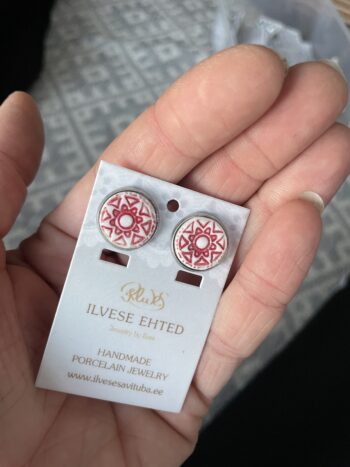 ILVESE EHTED
HANDMADE
PORCELAIN JEWELRY
www.ilvesesavituba.ee